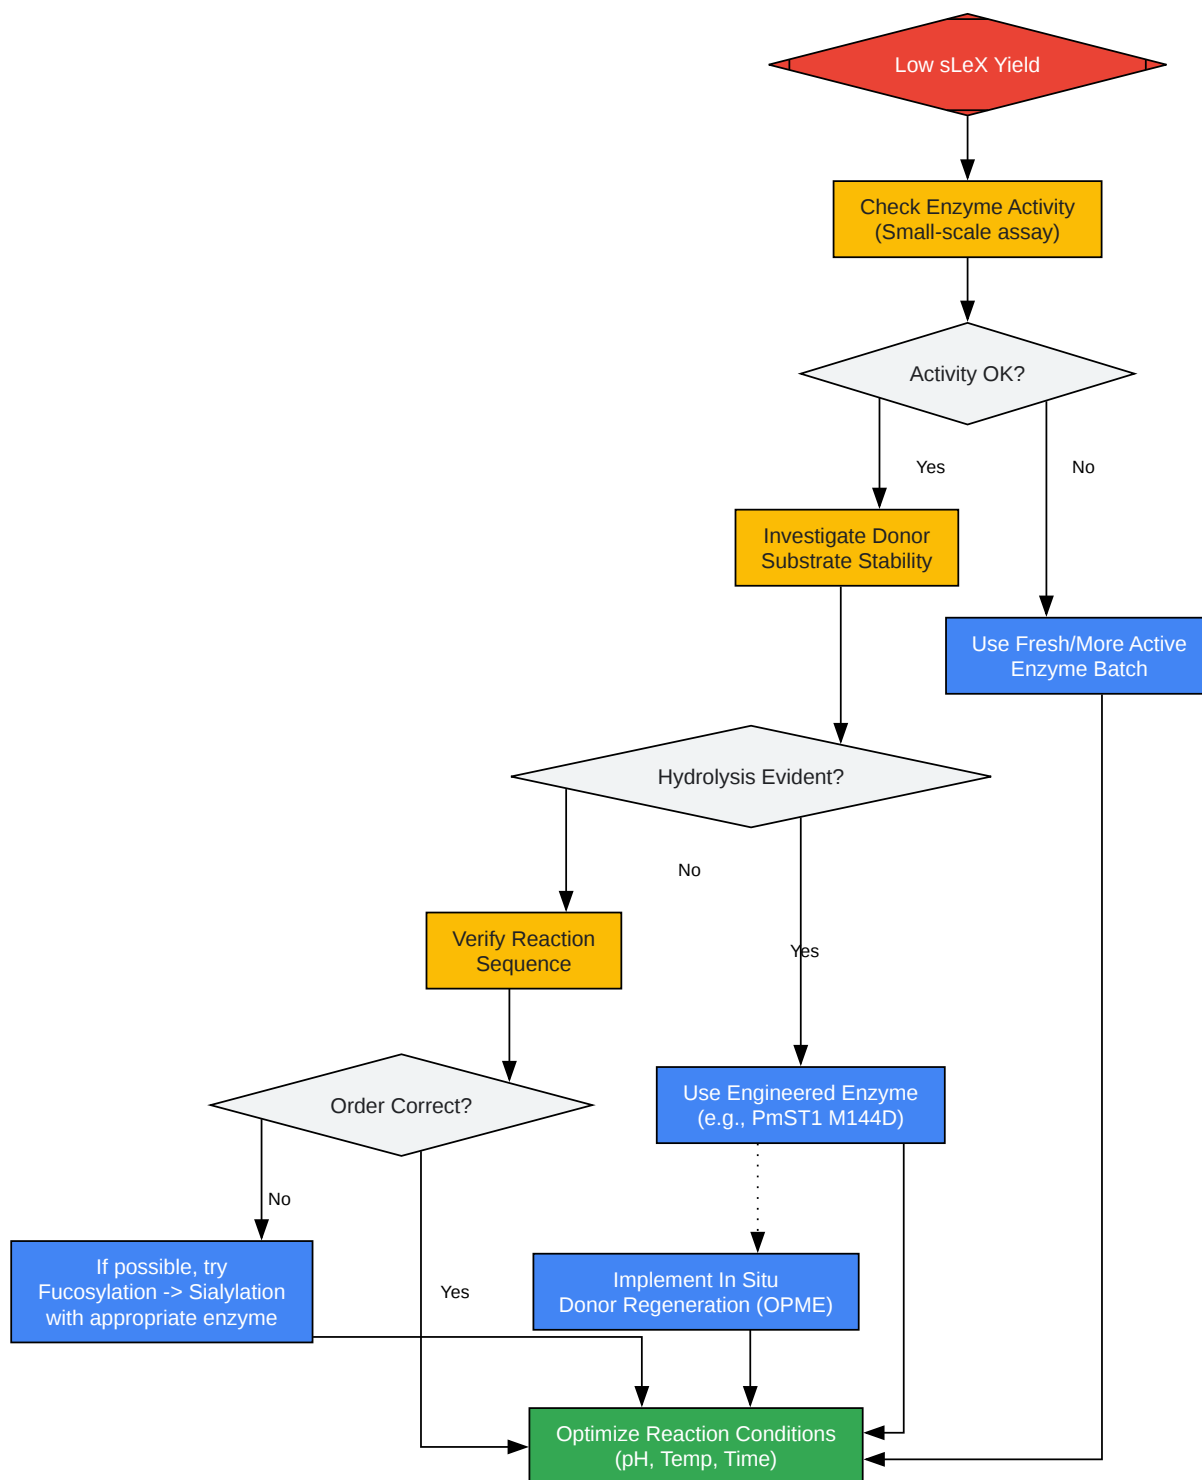 Low sLeX Yield
Check Enzyme Activity
(Small-scale assay)
Activity OK?
Yes
No
Investigate Donor
Substrate Stability
Use Fresh/More Active
Enzyme Batch
Hydrolysis Evident?
No
Yes
Verify Reaction
Sequence
Use Engineered Enzyme
(e.g., PmST1 M144D)
Order Correct?
No
Yes
If possible, try
Fucosylation -> Sialylation
with appropriate enzyme
Implement In Situ
Donor Regeneration (OPME)
Optimize Reaction Conditions
(pH, Temp, Time)